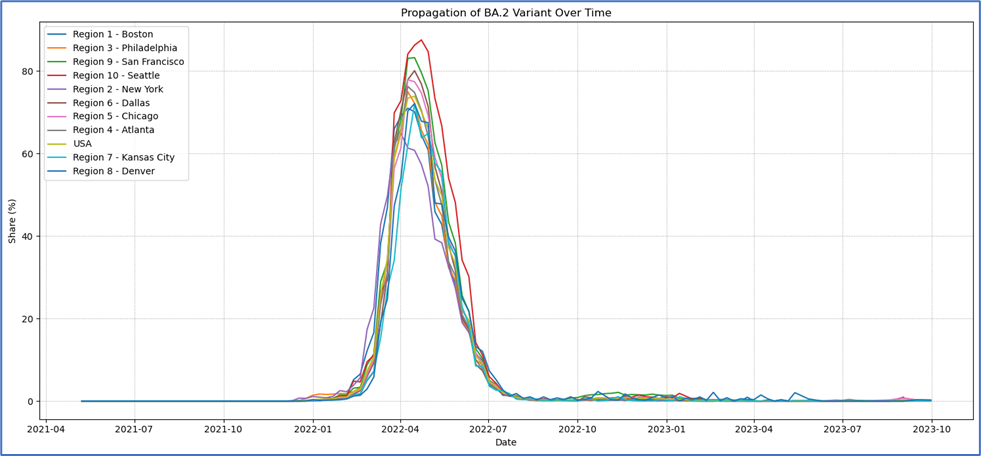 Propagation of BA.2 Variant Over Time
Region 1 - Boston
Region 3 - Philadelphia
Region 9 - San Francisco
Region 10 - Seattle
Region 2 - New York
Region 6 - Dallas
Region 5 - Chicago
Region 4 - Atlanta
USA
Region 7 - Kansas City
Region 8 - Denver
Share (%)
80
60
40
20
0
2021-04 2021-07 2021-10 2022-01 2022-04 2022-07 2022-10 2023-01 2023-04 2023-07 2023-10
Date